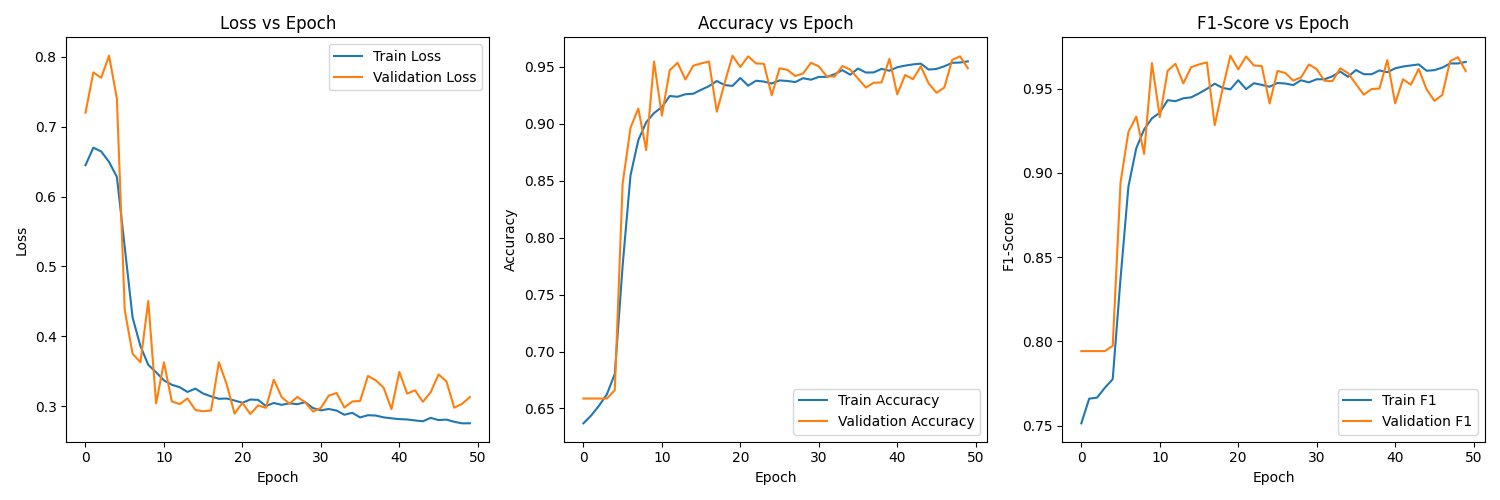 Loss vs Epoch
Train Loss
Validation Loss
0.8
0.7
0.6
0.5
0.4
0.3
Loss
0 10 20 30 40 50
Epoch
Accuracy vs Epoch
0.95
0.90
0.85
0.80
0.75
0.70
0.65
Accuracy
Train Accuracy
Validation Accuracy
0 10 20 30 40 50
Epoch
F1-Score vs Epoch
0.95
0.90
0.85
0.80
0.75
F1-Score
Train F1
Validation F1
0 10 20 30 40 50
Epoch